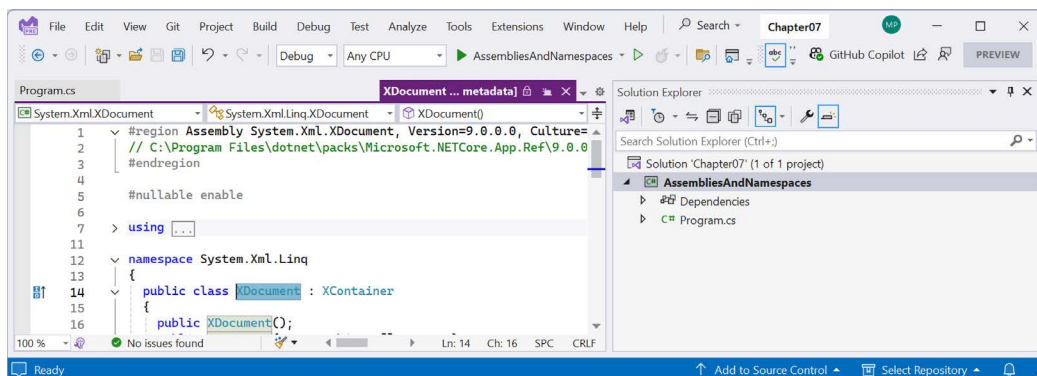 File Edit View Git Project Build Debug Test Analyze Tools Extensions Window Help Search Chapter07 MP
Debug Any CPU AssembliesAndNamespaces abc GitHub Copilot PREVIEW
Program.cs XDocument ... metadata] Solution Explorer
System.Xml.XDocument System.Xml.Linq.XDocument XDocument()
Search Solution Explorer (Ctrl+;)
Solution 'Chapter07' (1 of 1 project)
AssembliesAndNamespaces
Dependencies
C# Program.cs
1 #region Assembly System.Xml.XDocument, Version=9.0.0.0, Culture=
2 // C:\Program Files\dotnet\packs\Microsoft.NETCore.App.Ref\9.0.0
3 #endregion
4
5 #nullable enable
6
7 using ...
11
12 namespace System.Xml.Linq
13 {
14 public class XDocument : XContainer
15 {
16 public XDocument();
100 % No issues found Ln: 14 Ch: 16 SPC CRLF
Ready Add to Source Control Select Repository